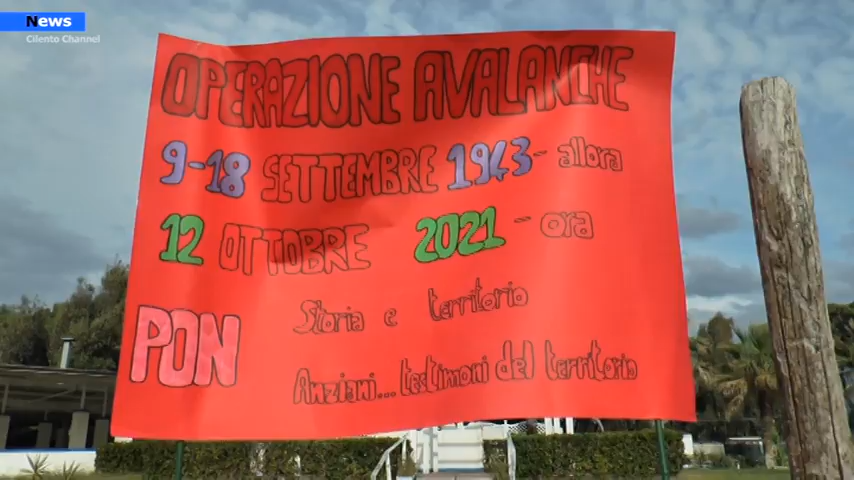 News
Cilento Channel
OPERAZIONE AVALANCHE
9-18 SETTEMBRE 1943- allora
12 OTTOBRE 2021 - ora
PON Storia e territorio
Anziani... testimoni del territorio